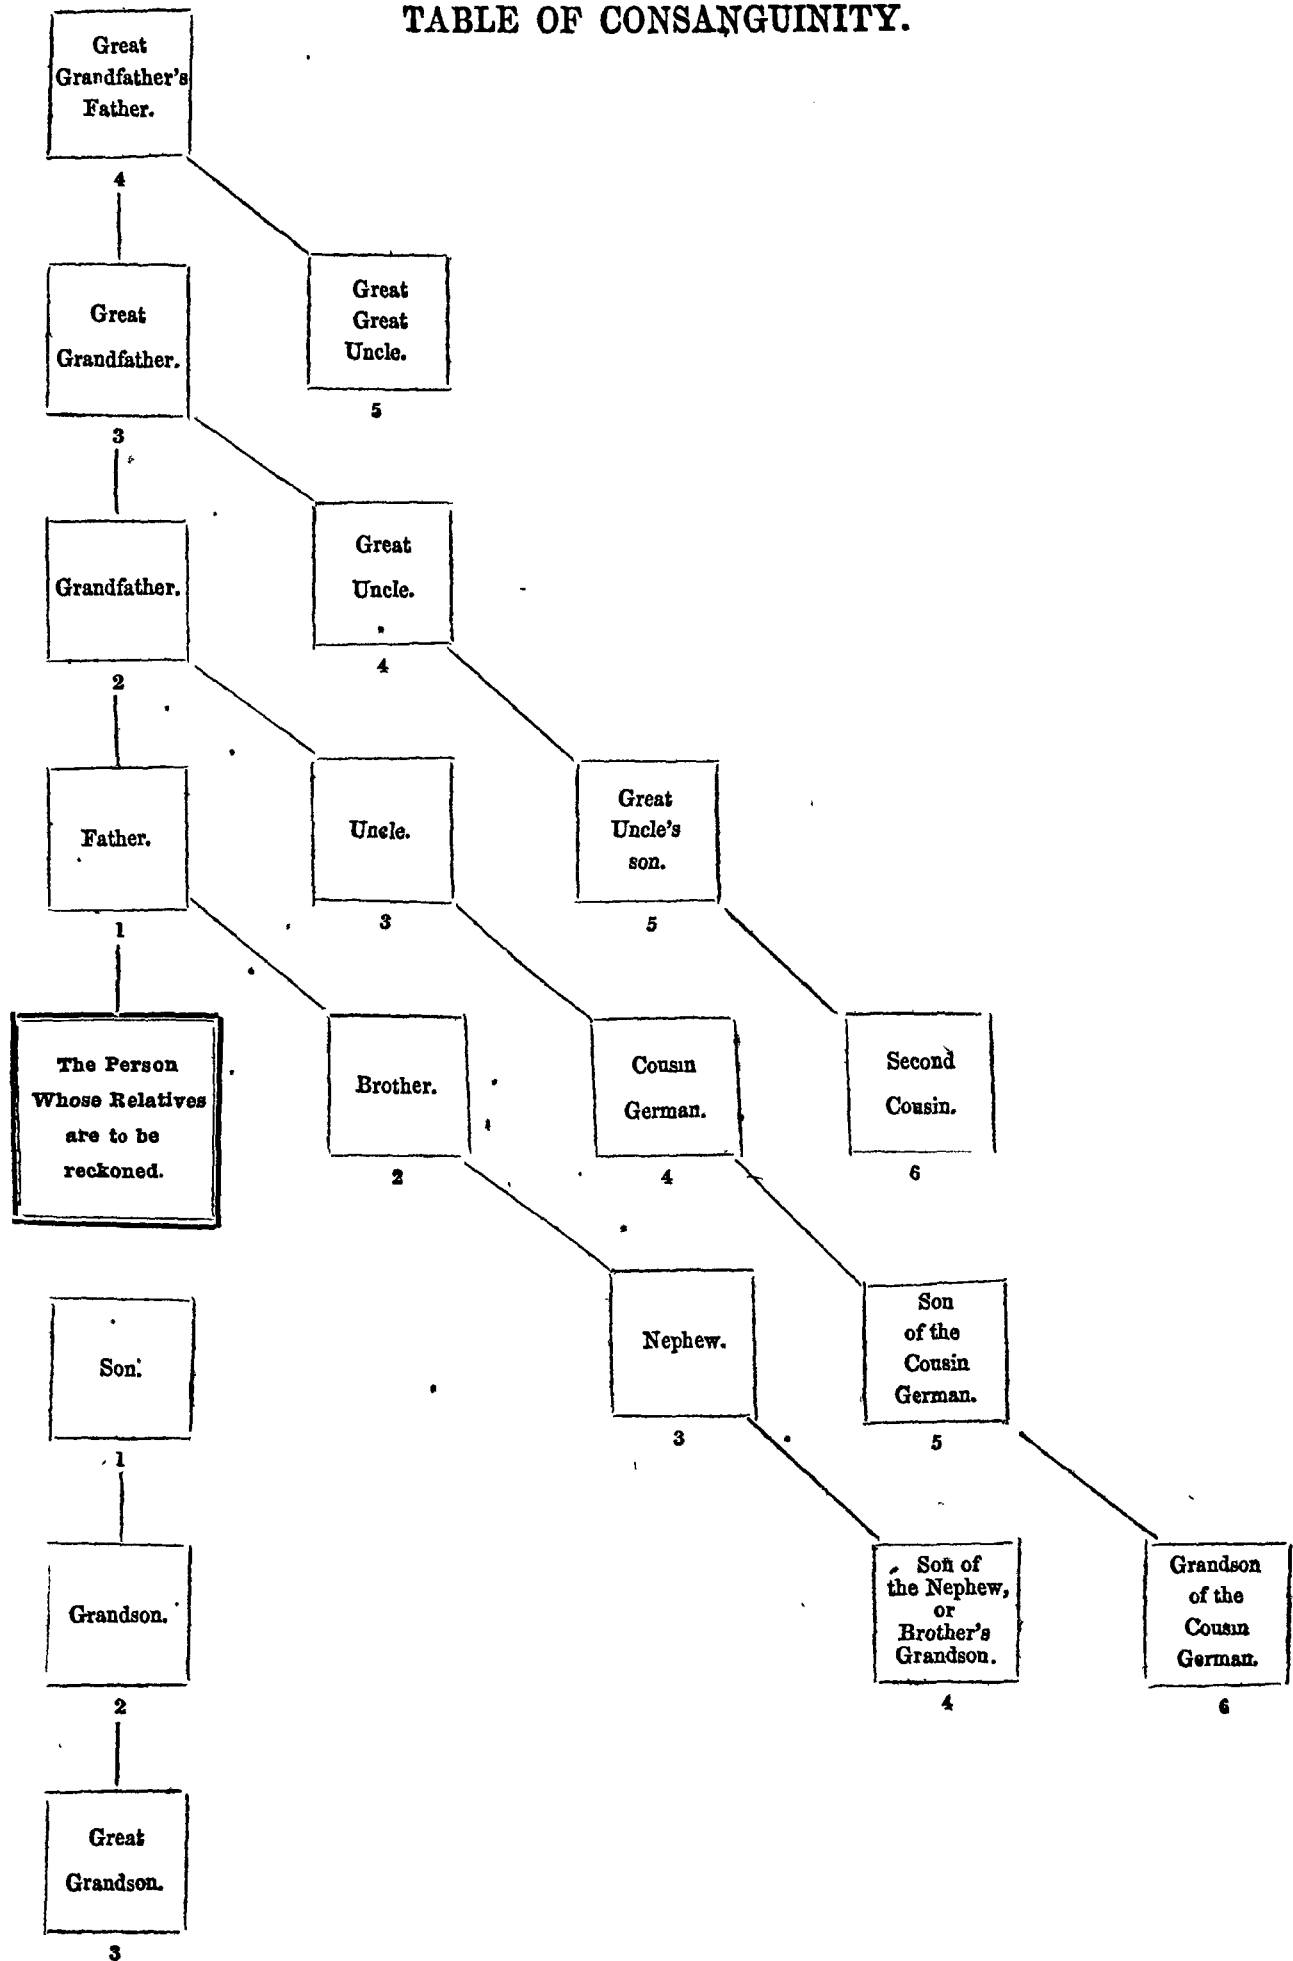 TABLE OF CONSANGUINITY.
Great
Grandfather's
Father.
4
Great
Great
Uncle.
5
Great
Grandfather.
3
Great
Uncle.
4
Grandfather.
2
Great
Uncle's
son.
5
Uncle.
3
Father.
1
Second
Cousin.
6
Cousin
German.
4
Brother.
2
The Person
Whose Relatives
are to be
reckoned.
Son
of the
Cousin
German.
5
Nephew.
3
Son.
1
Grandson
of the
Cousin
German.
6
Son of
the Nephew,
or
Brother's
Grandson.
4
Grandson.
2
Great
Grandson.
3